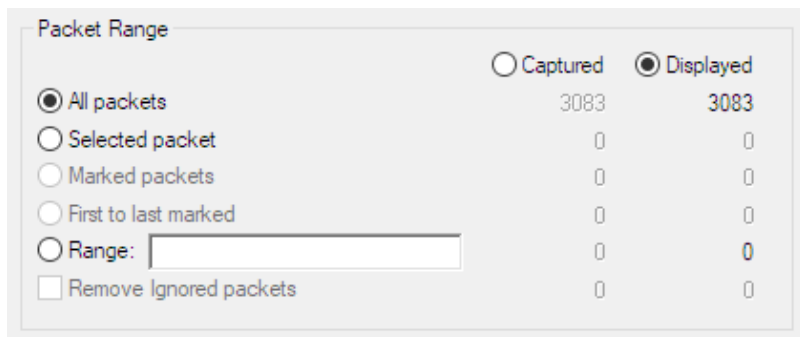 Packet Range
Captured Displayed
All packets 3083 3083
Selected packet 0 0
Marked packets 0 0
First to last marked 0 0
Range: 0 0
Remove Ignored packets 0 0